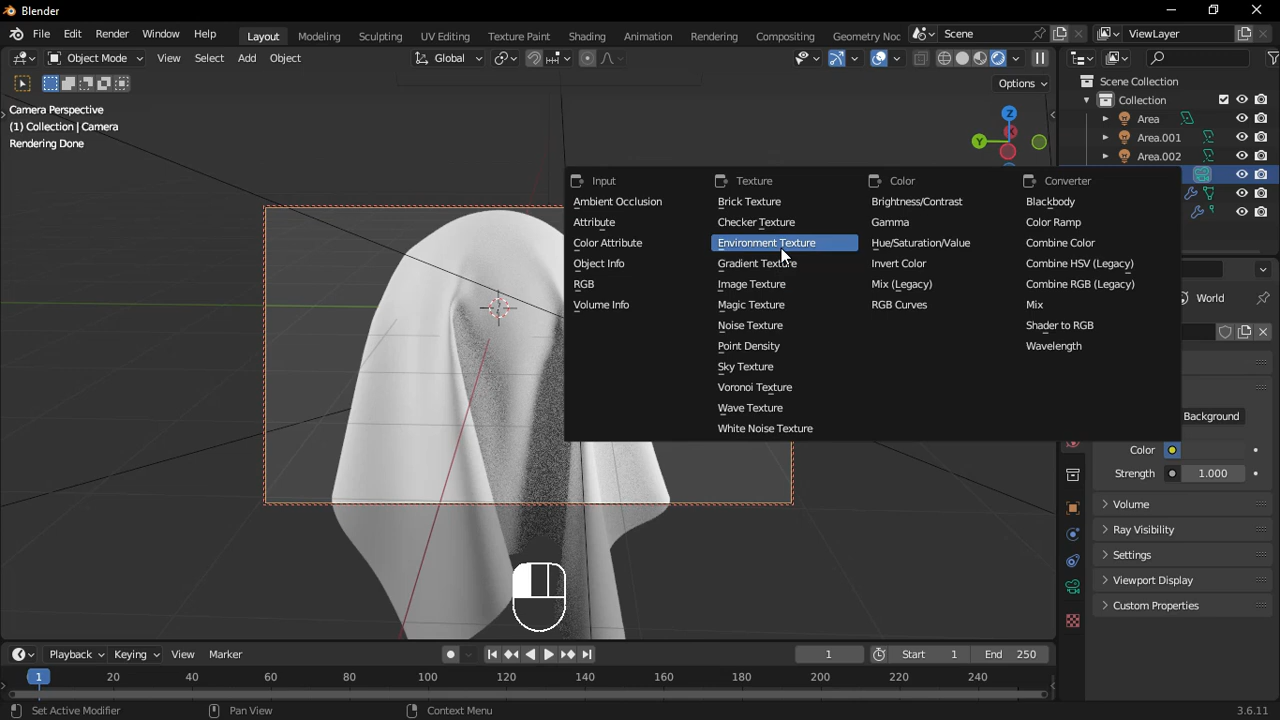 Blender
File Edit Render Window Help Layout Modeling Sculpting UV Editing Texture Paint Shading Animation Rendering Compositing Geometry Noc Scene ViewLayer
Object Mode View Select Add Object Global
Options
Camera Perspective
(1) Collection | Camera
Rendering Done
Z
Y
Scene Collection
Collection
Area
Area.001
Area.002
Input Texture Color Converter
Ambient Occlusion Brick Texture Brightness/Contrast Blackbody
Attribute Checker Texture Gamma Color Ramp
Color Attribute Environment Texture Hue/Saturation/Value Combine Color
Object Info Gradient Texture Invert Color Combine HSV (Legacy)
RGB Image Texture Mix (Legacy) Combine RGB (Legacy)
Volume Info Magic Texture RGB Curves Mix
Noise Texture Shader to RGB
Point Density Wavelength
Sky Texture
Voronoi Texture
Wave Texture
White Noise Texture
World
Background
Color
Strength 1.000
Volume
Ray Visibility
Settings
Viewport Display
Custom Properties
Playback Keying View Marker 1 Start 1 End 250
1 20 40 60 80 100 120 140 160 180 200 220 240
Set Active Modifier Pan View Context Menu 3.6.11